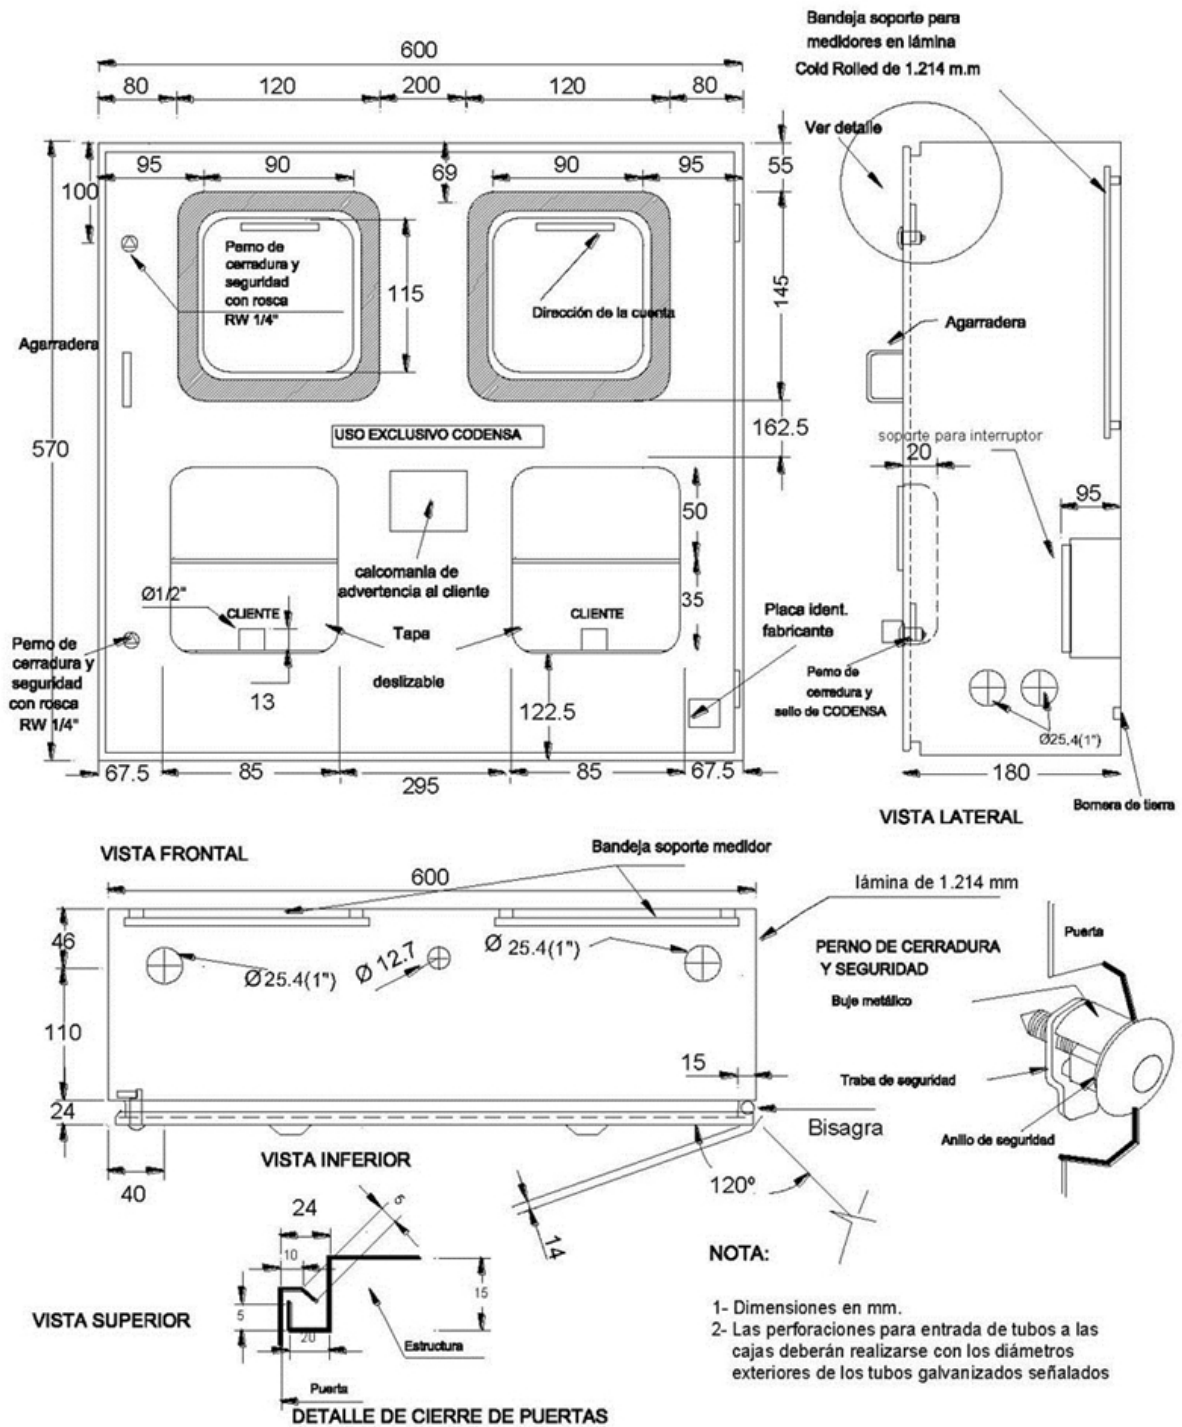 Bandeja soporte para
medidores en lámina
Cold Rolled de 1.214 m.m
600
80
120
200
120
80
Ver detalle
95
90
69
90
95
55
100
Perno de
cerradura y
seguridad
con rosca
RW 1/4"
115
Dirección de la cuenta
145
Agarradera
Agarradera
570
USO EXCLUSIVO CODENSA
162.5
soporte para interruptor
20
95
50
calcomania de
advertencia al cliente
Ø1/2"
CLIENTE
CLIENTE
35
Tapa
deslizable
Placa ident.
fabricante
Perno de
cerradura y
seguridad
con rosca
RW 1/4"
13
122.5
Perno de
cerradura y
sello de CODENSA
Ø25.4(1")
67.5
85
295
85
67.5
180
Bornera de tierra
VISTA LATERAL
VISTA FRONTAL
Bandeja soporte medidor
600
lámina de 1.214 mm
46
Ø 25.4(1")
Ø 12.7
Ø 25.4(1")
110
15
24
Bisagra
40
VISTA INFERIOR
120º
14
PERNO DE CERRADURA
Y SEGURIDAD
Puerta
Buje metálico
Traba de seguridad
Anillo de seguridad
24
6
10
15
5
20
VISTA SUPERIOR
Estructura
Puerta
DETALLE DE CIERRE DE PUERTAS
NOTA:
1- Dimensiones en mm.
2- Las perforaciones para entrada de tubos a las
cajas deberán realizarse con los diámetros
exteriores de los tubos galvanizados señalados